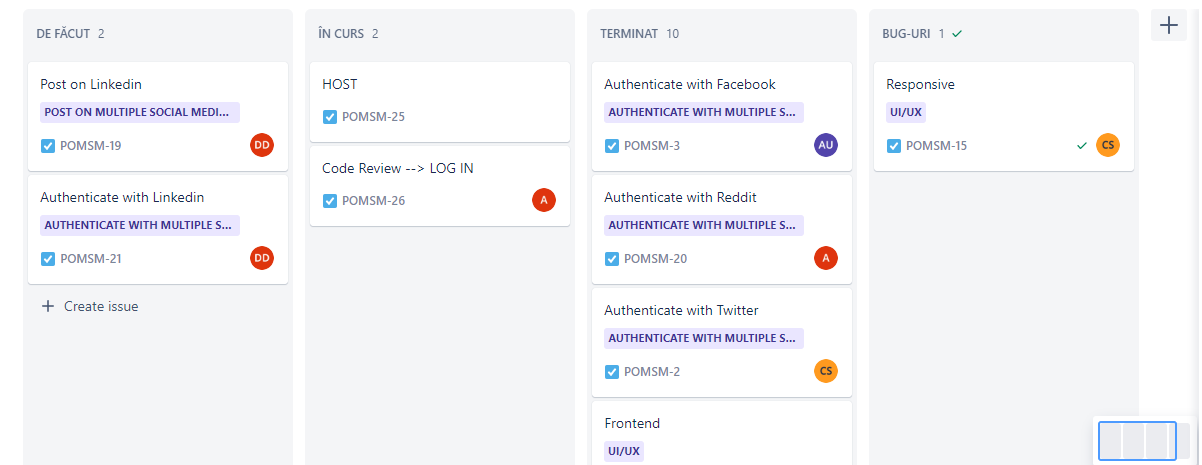 DE FĂCUT 2
Post on Linkedin
POST ON MULTIPLE SOCIAL MEDI...
POMSM-19 DD
Authenticate with Linkedin
AUTHENTICATE WITH MULTIPLE S...
POMSM-21 DD
Create issue
ÎN CURS 2
HOST
POMSM-25
Code Review --> LOG IN
POMSM-26 A
TERMINAT 10
Authenticate with Facebook
AUTHENTICATE WITH MULTIPLE S...
POMSM-3 AU
Authenticate with Reddit
AUTHENTICATE WITH MULTIPLE S...
POMSM-20 A
Authenticate with Twitter
AUTHENTICATE WITH MULTIPLE S...
POMSM-2 CS
Frontend
UI/UX
BUG-URI 1
Responsive
UI/UX
POMSM-15 CS